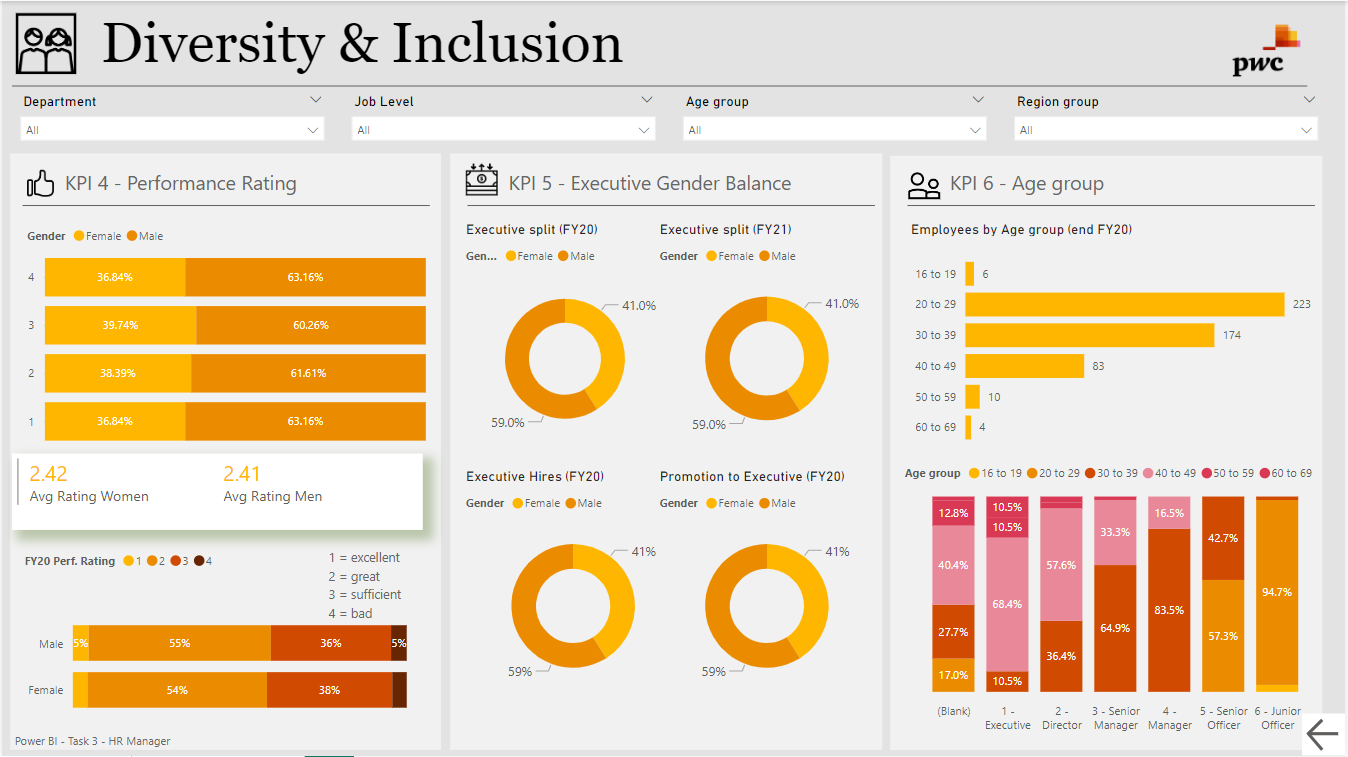 Diversity & Inclusion
pwc
Department
Job Level
Age group
Region group
All
All
All
All
KPI 4 - Performance Rating
Gender Female Male
4 36.84% 63.16%
3 39.74% 60.26%
2 38.39% 61.61%
1 36.84% 63.16%
2.42
Avg Rating Women
2.41
Avg Rating Men
FY20 Perf. Rating 1 2 3 4
1 = excellent
2 = great
3 = sufficient
4 = bad
Male 5% 55% 36% 5%
Female 54% 38%
Power BI - Task 3 - HR Manager
KPI 5 - Executive Gender Balance
Executive split (FY20)
Gen... Female Male
41.0%
59.0%
Executive split (FY21)
Gender Female Male
41.0%
59.0%
Executive Hires (FY20)
Gender Female Male
41%
59%
Promotion to Executive (FY20)
Gender Female Male
41%
59%
KPI 6 - Age group
Employees by Age group (end FY20)
16 to 19 6
20 to 29 223
30 to 39 174
40 to 49 83
50 to 59 10
60 to 69 4
Age group 16 to 19 20 to 29 30 to 39 40 to 49 50 to 59 60 to 69
12.8%
40.4%
27.7%
17.0%
(Blank)
10.5%
10.5%
68.4%
10.5%
1 -
Executive
57.6%
36.4%
2 -
Director
33.3%
64.9%
3 - Senior
Manager
16.5%
83.5%
4 -
Manager
42.7%
57.3%
5 - Senior
Officer
94.7%
6 - Junior
Officer